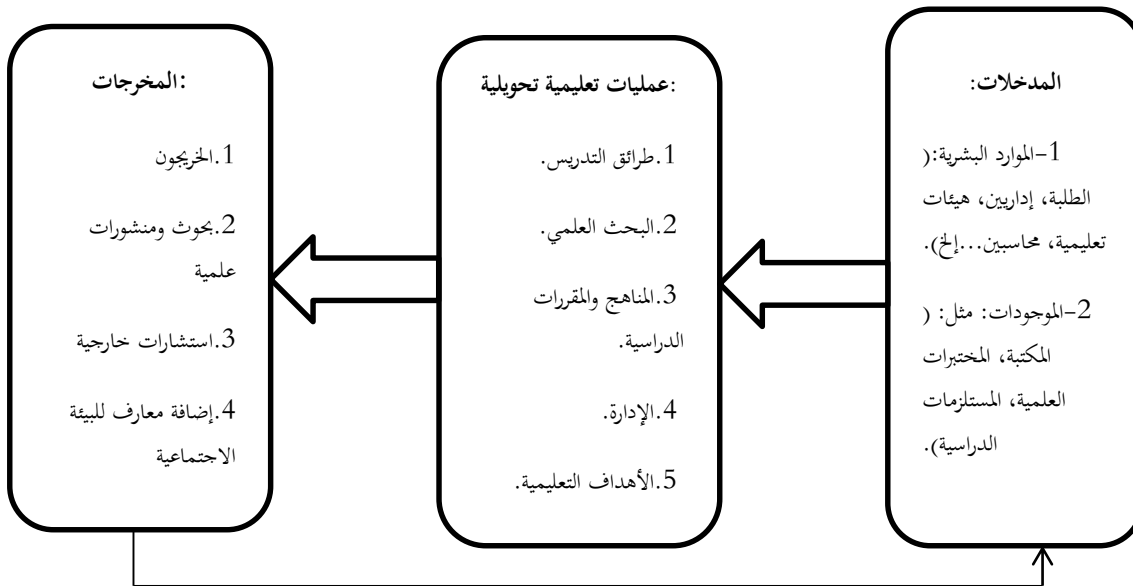 المدخلات:
1-الموارد البشرية:(
الطلبة، إداريين، هيئات
تعليمية، محاسبين...إلخ).
2-الموجودات: مثل: (
المكتبة، المختبرات
العلمية، المستلزمات
الدراسية).
عمليات تعليمية تحويلية:
1.طرائق التدريس.
2.البحث العلمي.
3.المناهج والمقررات
الدراسية.
4.الإدارة.
5.الأهداف التعليمية.
المخرجات:
1.الخريجون
2.بحوث ومنشورات
علمية
3.استشارات خارجية
4.إضافة معارف للبيئة
الاجتماعية